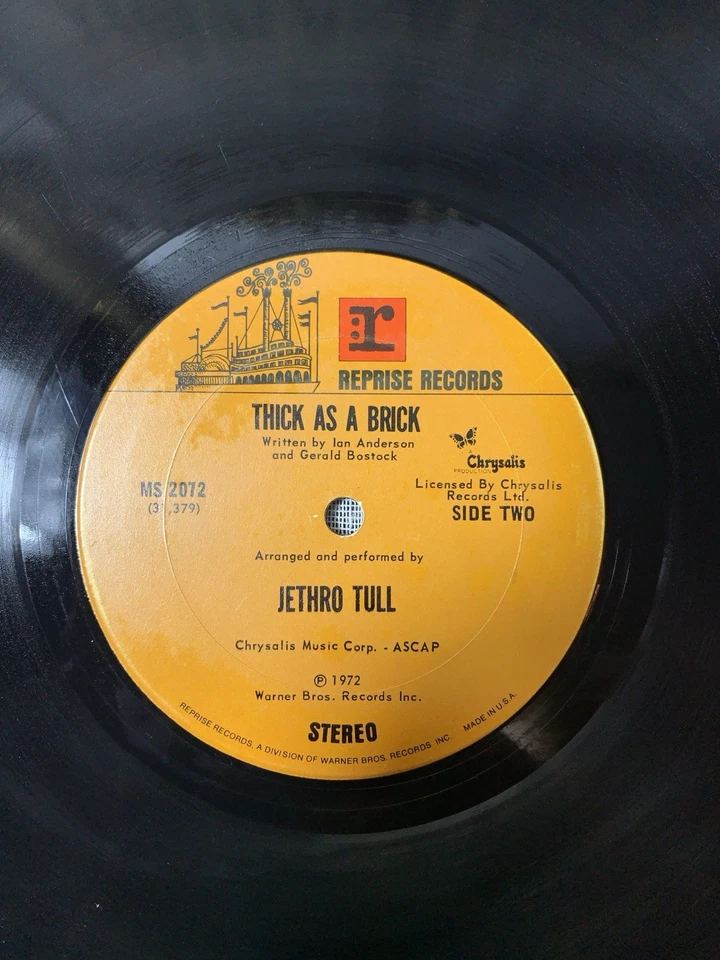 r
REPRISE RECORDS
THICK AS A BRICK
Written by Ian Anderson
and Gerald Bostock
A
Chrysalis
PRODUCTION
MS 2072
Licensed By Chrysalis
Records Ltd.
SIDE TWO
Arranged and performed by
JETHRO TULL
Chrysalis Music Corp. - ASCAP
Ⓟ 1972
Warner Bros. Records Inc.
STEREO
REPRISE RECORDS, A DIVISION OF WARNER BROS. RECORDS INC. MADE IN U.S.A.